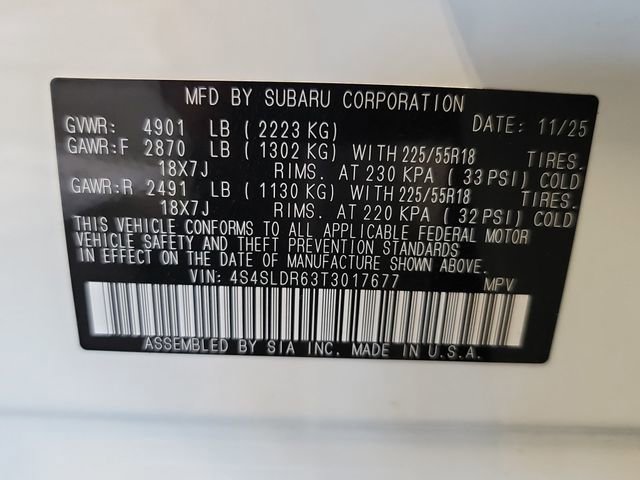 MFD BY SUBARU CORPORATION
GVWR: 4901 LB (2223 KG) DATE: 11/25
GAWR:F 2870 LB (1302 KG) WITH 225/55R18 TIRES.
18X7J RIMS. AT 230 KPA (33 PSI) COLD
GAWR:R 2491 LB (1130 KG) WITH 225/55R18 TIRES.
18X7J RIMS. AT 220 KPA (32 PSI) COLD
THIS VEHICLE CONFORMS TO ALL APPLICABLE FEDERAL MOTOR
VEHICLE SAFETY AND THEFT PREVENTION STANDARDS
IN EFFECT ON THE DATE OF MANUFACTURE SHOWN ABOVE.
VIN: 4S4SLDR63T3017677 MPV
ASSEMBLED BY SIA INC. MADE IN U.S.A.